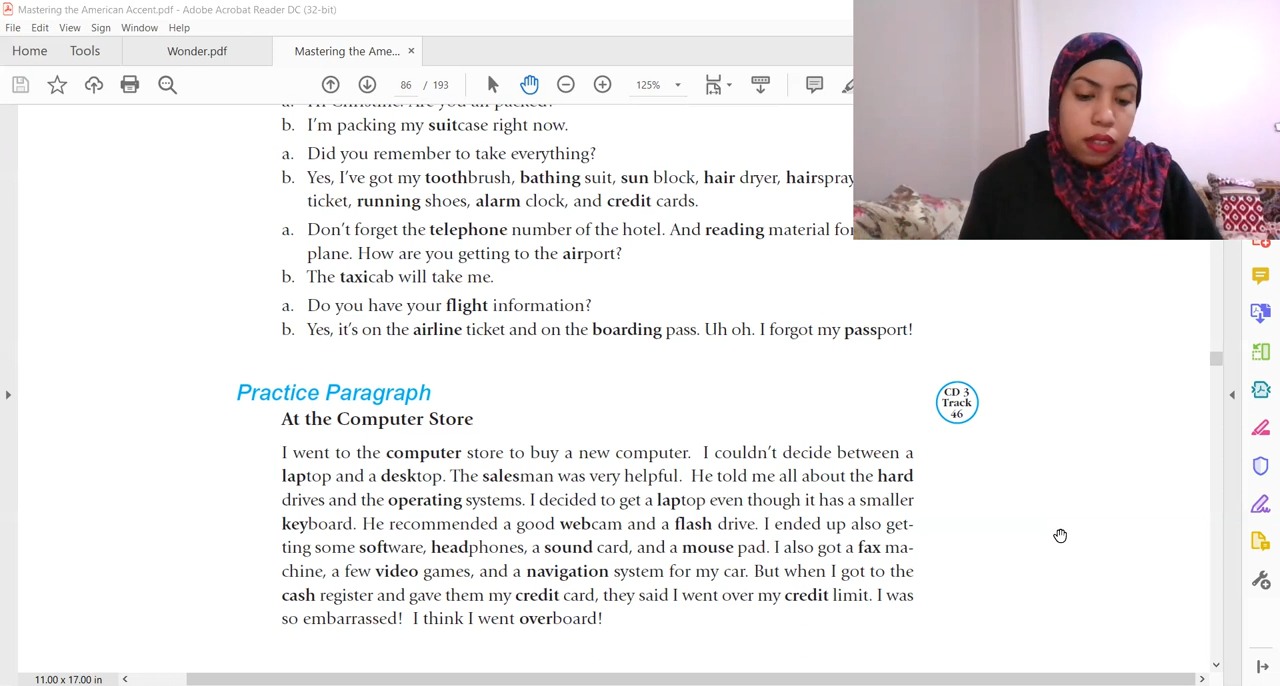 Mastering the American Accent.pdf - Adobe Acrobat Reader DC (32-bit)
File Edit View Sign Window Help
Home Tools Wonder.pdf Mastering the Ame... ×
86 / 193 125%
a. Hi Christine. Are you all packed?
b. I'm packing my suitcase right now.
a. Did you remember to take everything?
b. Yes, I've got my toothbrush, bathing suit, sun block, hair dryer, hairspray
ticket, running shoes, alarm clock, and credit cards.
a. Don't forget the telephone number of the hotel. And reading material for
plane. How are you getting to the airport?
b. The taxicab will take me.
a. Do you have your flight information?
b. Yes, it's on the airline ticket and on the boarding pass. Uh oh. I forgot my passport!
Practice Paragraph
CD 3
Track
46
At the Computer Store
I went to the computer store to buy a new computer. I couldn't decide between a
laptop and a desktop. The salesman was very helpful. He told me all about the hard
drives and the operating systems. I decided to get a laptop even though it has a smaller
keyboard. He recommended a good webcam and a flash drive. I ended up also get-
ting some software, headphones, a sound card, and a mouse pad. I also got a fax ma-
chine, a few video games, and a navigation system for my car. But when I got to the
cash register and gave them my credit card, they said I went over my credit limit. I was
so embarrassed! I think I went overboard!
11.00 x 17.00 in